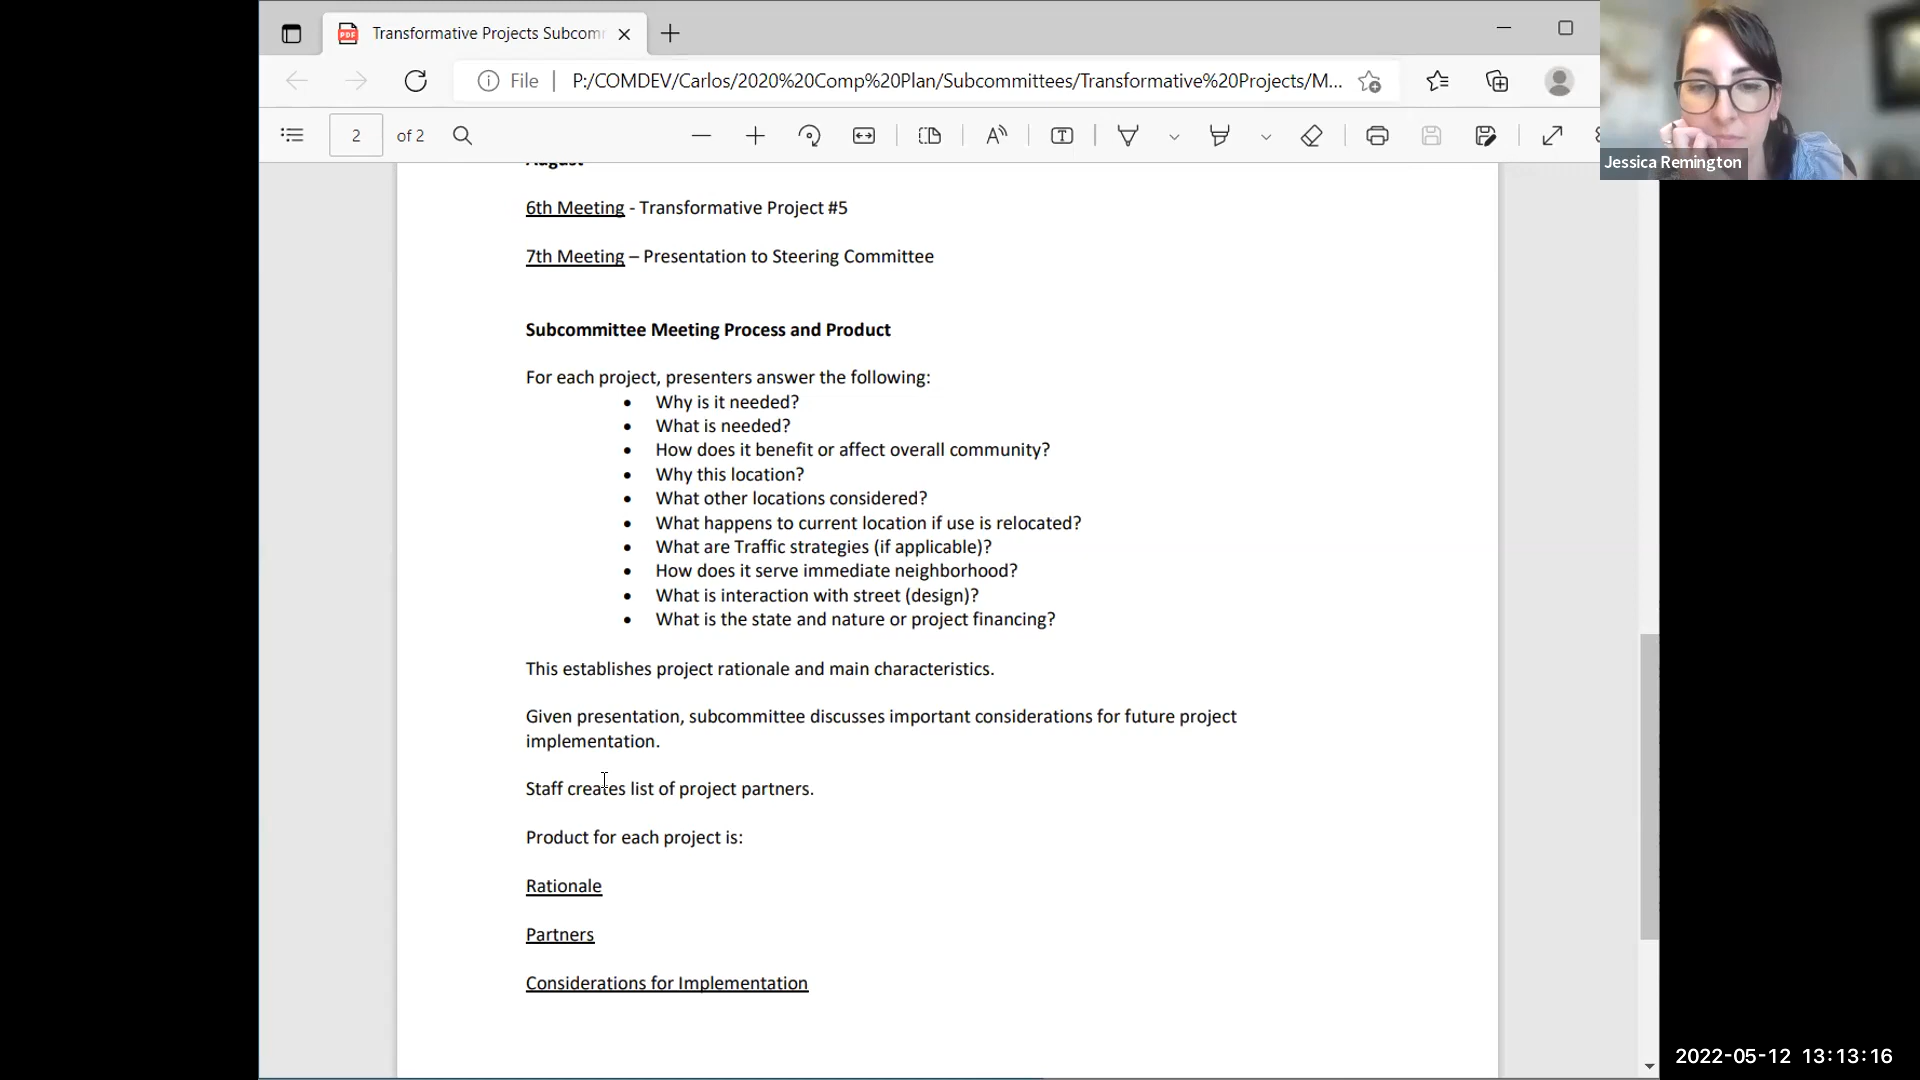 Transformative Projects Subcom
File
P:/COMDEV/Carlos/2020%20Comp%20Plan/Subcommittees/Transformative%20Projects/M...
2 of 2
Jessica Remington
August
6th Meeting - Transformative Project #5
7th Meeting – Presentation to Steering Committee
Subcommittee Meeting Process and Product
For each project, presenters answer the following:
• Why is it needed?
• What is needed?
• How does it benefit or affect overall community?
• Why this location?
• What other locations considered?
• What happens to current location if use is relocated?
• What are Traffic strategies (if applicable)?
• How does it serve immediate neighborhood?
• What is interaction with street (design)?
• What is the state and nature or project financing?
This establishes project rationale and main characteristics.
Given presentation, subcommittee discusses important considerations for future project
implementation.
Staff creates list of project partners.
Product for each project is:
Rationale
Partners
Considerations for Implementation
2022-05-12 13:13:16